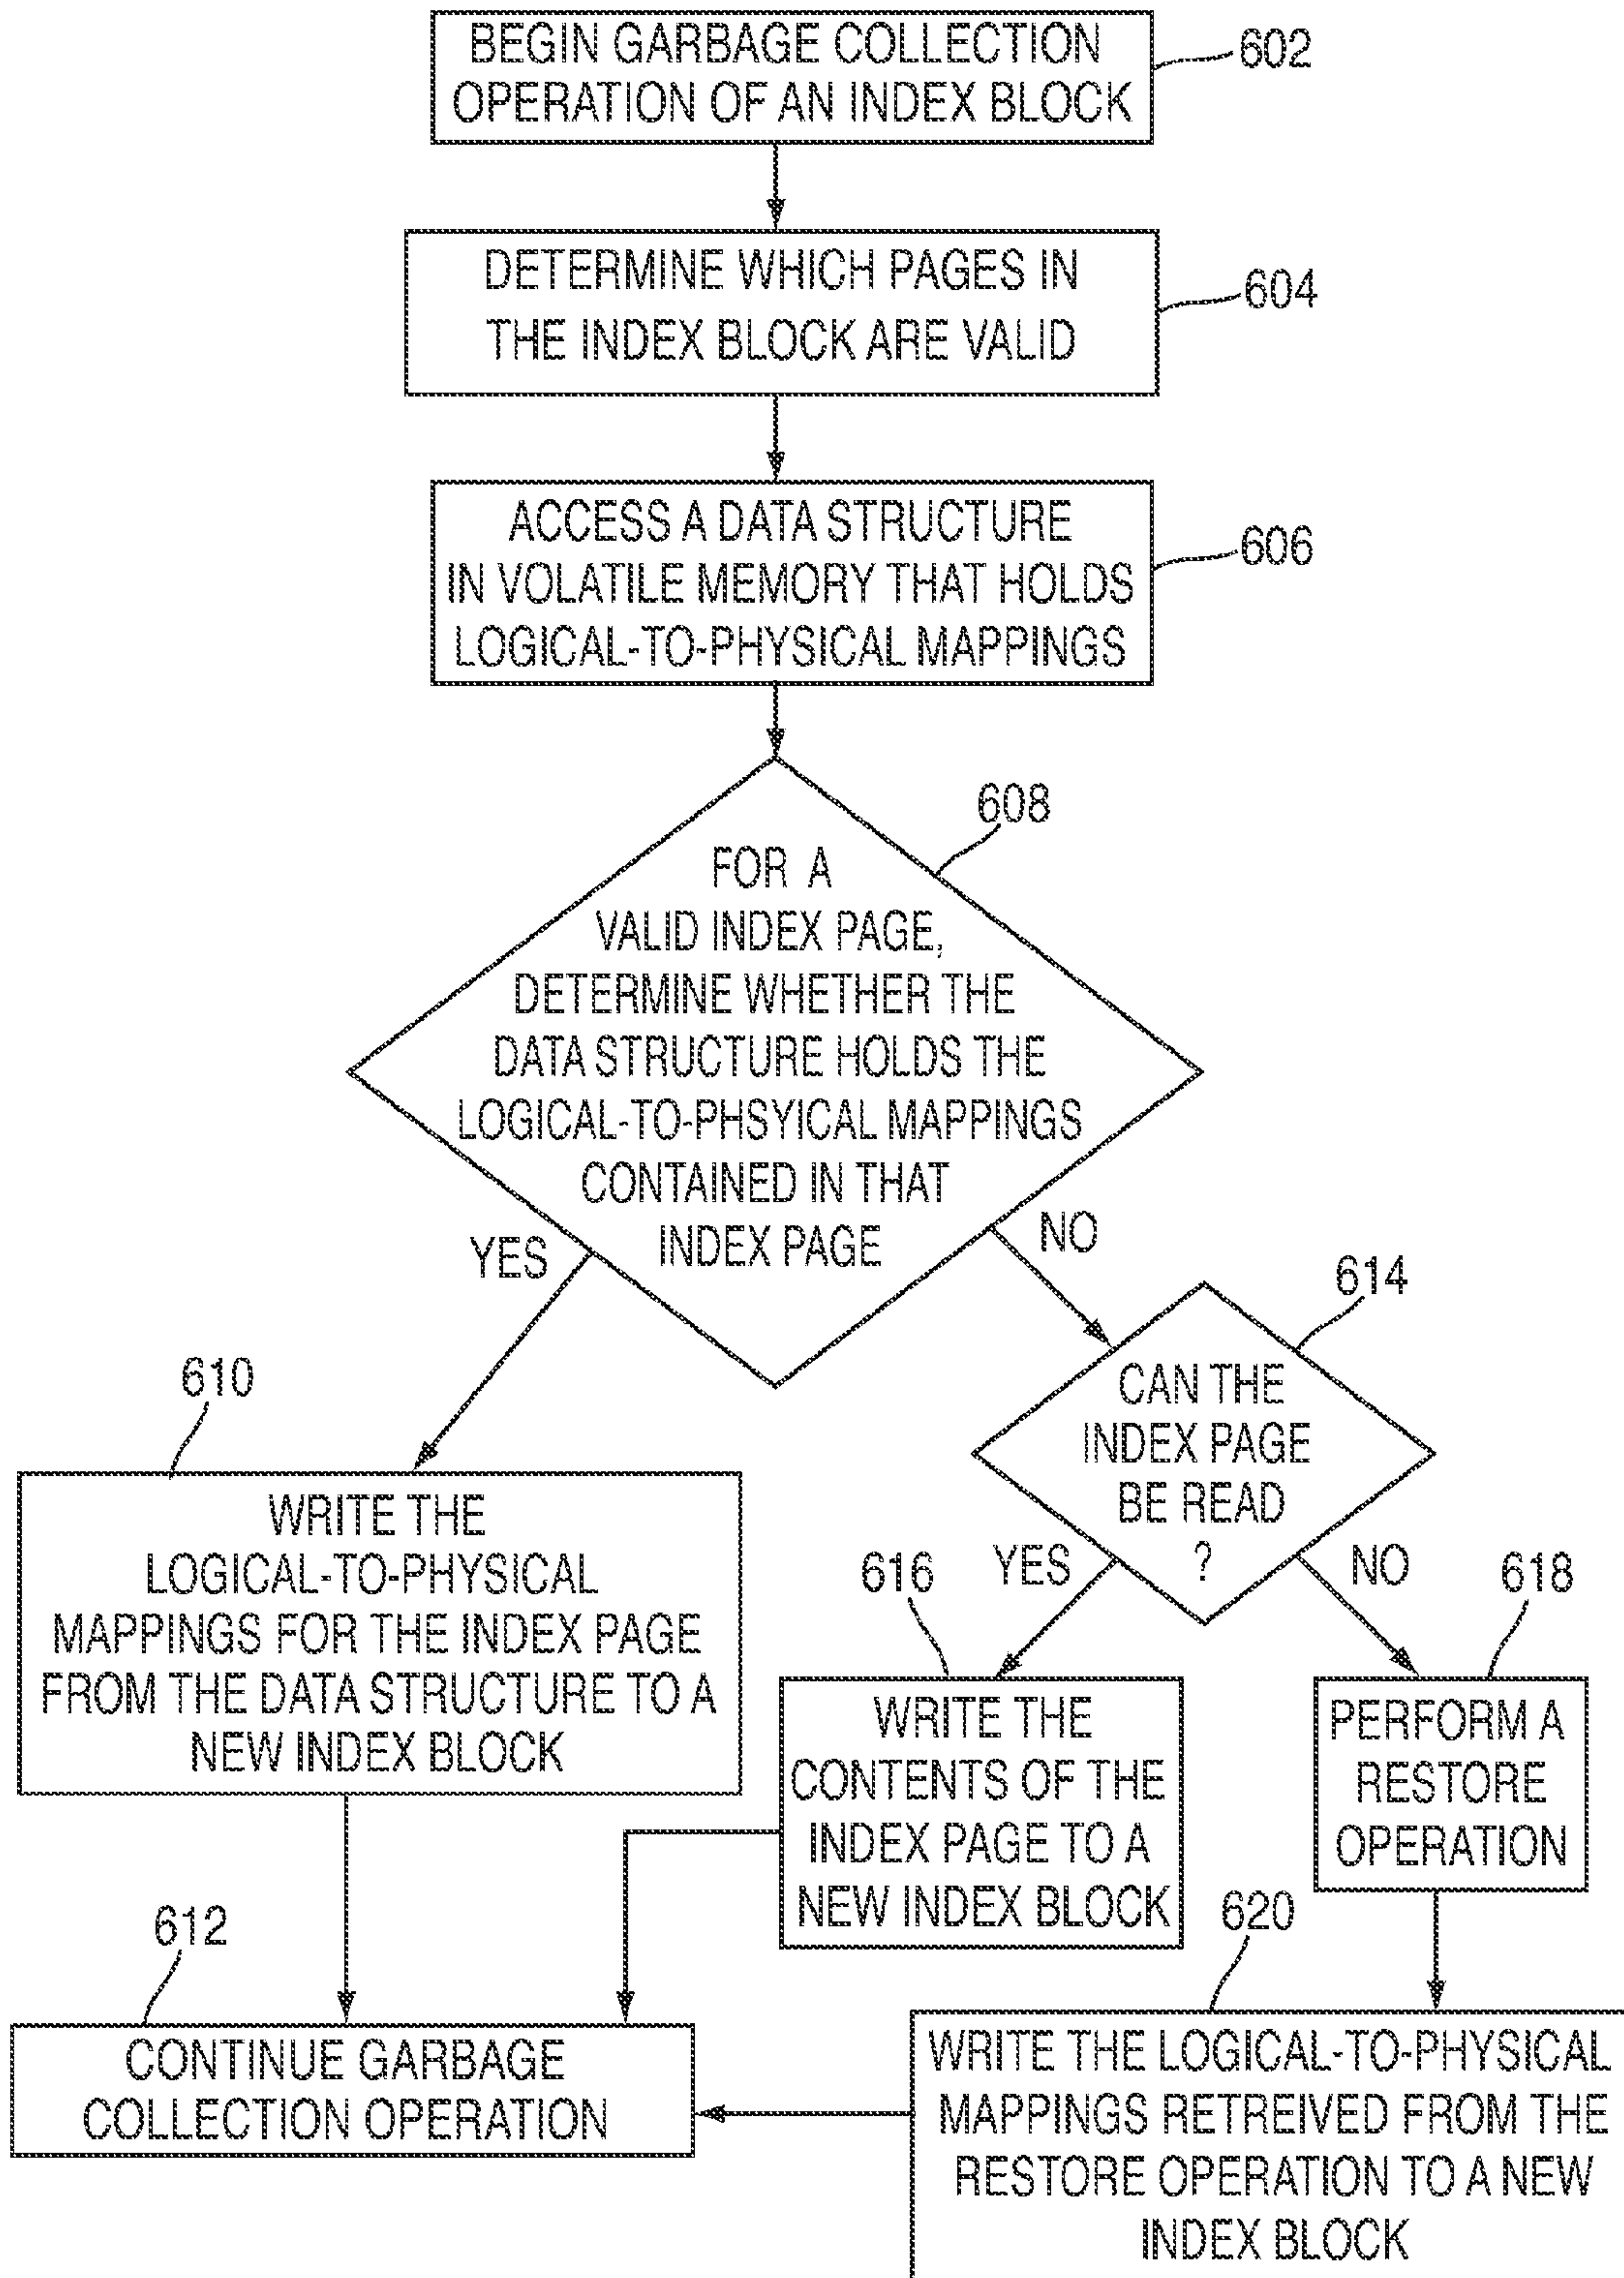 BEGIN GARBAGE COLLECTION
OPERATION OF AN INDEX BLOCK
602
DETERMINE WHICH PAGES IN
THE INDEX BLOCK ARE VALID
604
ACCESS A DATA STRUCTURE
IN VOLATILE MEMORY THAT HOLDS
LOGICAL-TO-PHYSICAL MAPPINGS
606
608
FOR A
VALID INDEX PAGE,
DETERMINE WHETHER THE
DATA STRUCTURE HOLDS THE
LOGICAL-TO-PHSYICAL MAPPINGS
CONTAINED IN THAT
INDEX PAGE
YES
NO
610
WRITE THE
LOGICAL-TO-PHYSICAL
MAPPINGS FOR THE INDEX PAGE
FROM THE DATA STRUCTURE TO A
NEW INDEX BLOCK
614
CAN THE
INDEX PAGE
BE READ
?
YES
NO
616
WRITE THE
CONTENTS OF THE
INDEX PAGE TO A
NEW INDEX BLOCK
618
PERFORM A
RESTORE
OPERATION
612
CONTINUE GARBAGE
COLLECTION OPERATION
620
WRITE THE LOGICAL-TO-PHYSICAL
MAPPINGS RETREIVED FROM THE
RESTORE OPERATION TO A NEW
INDEX BLOCK